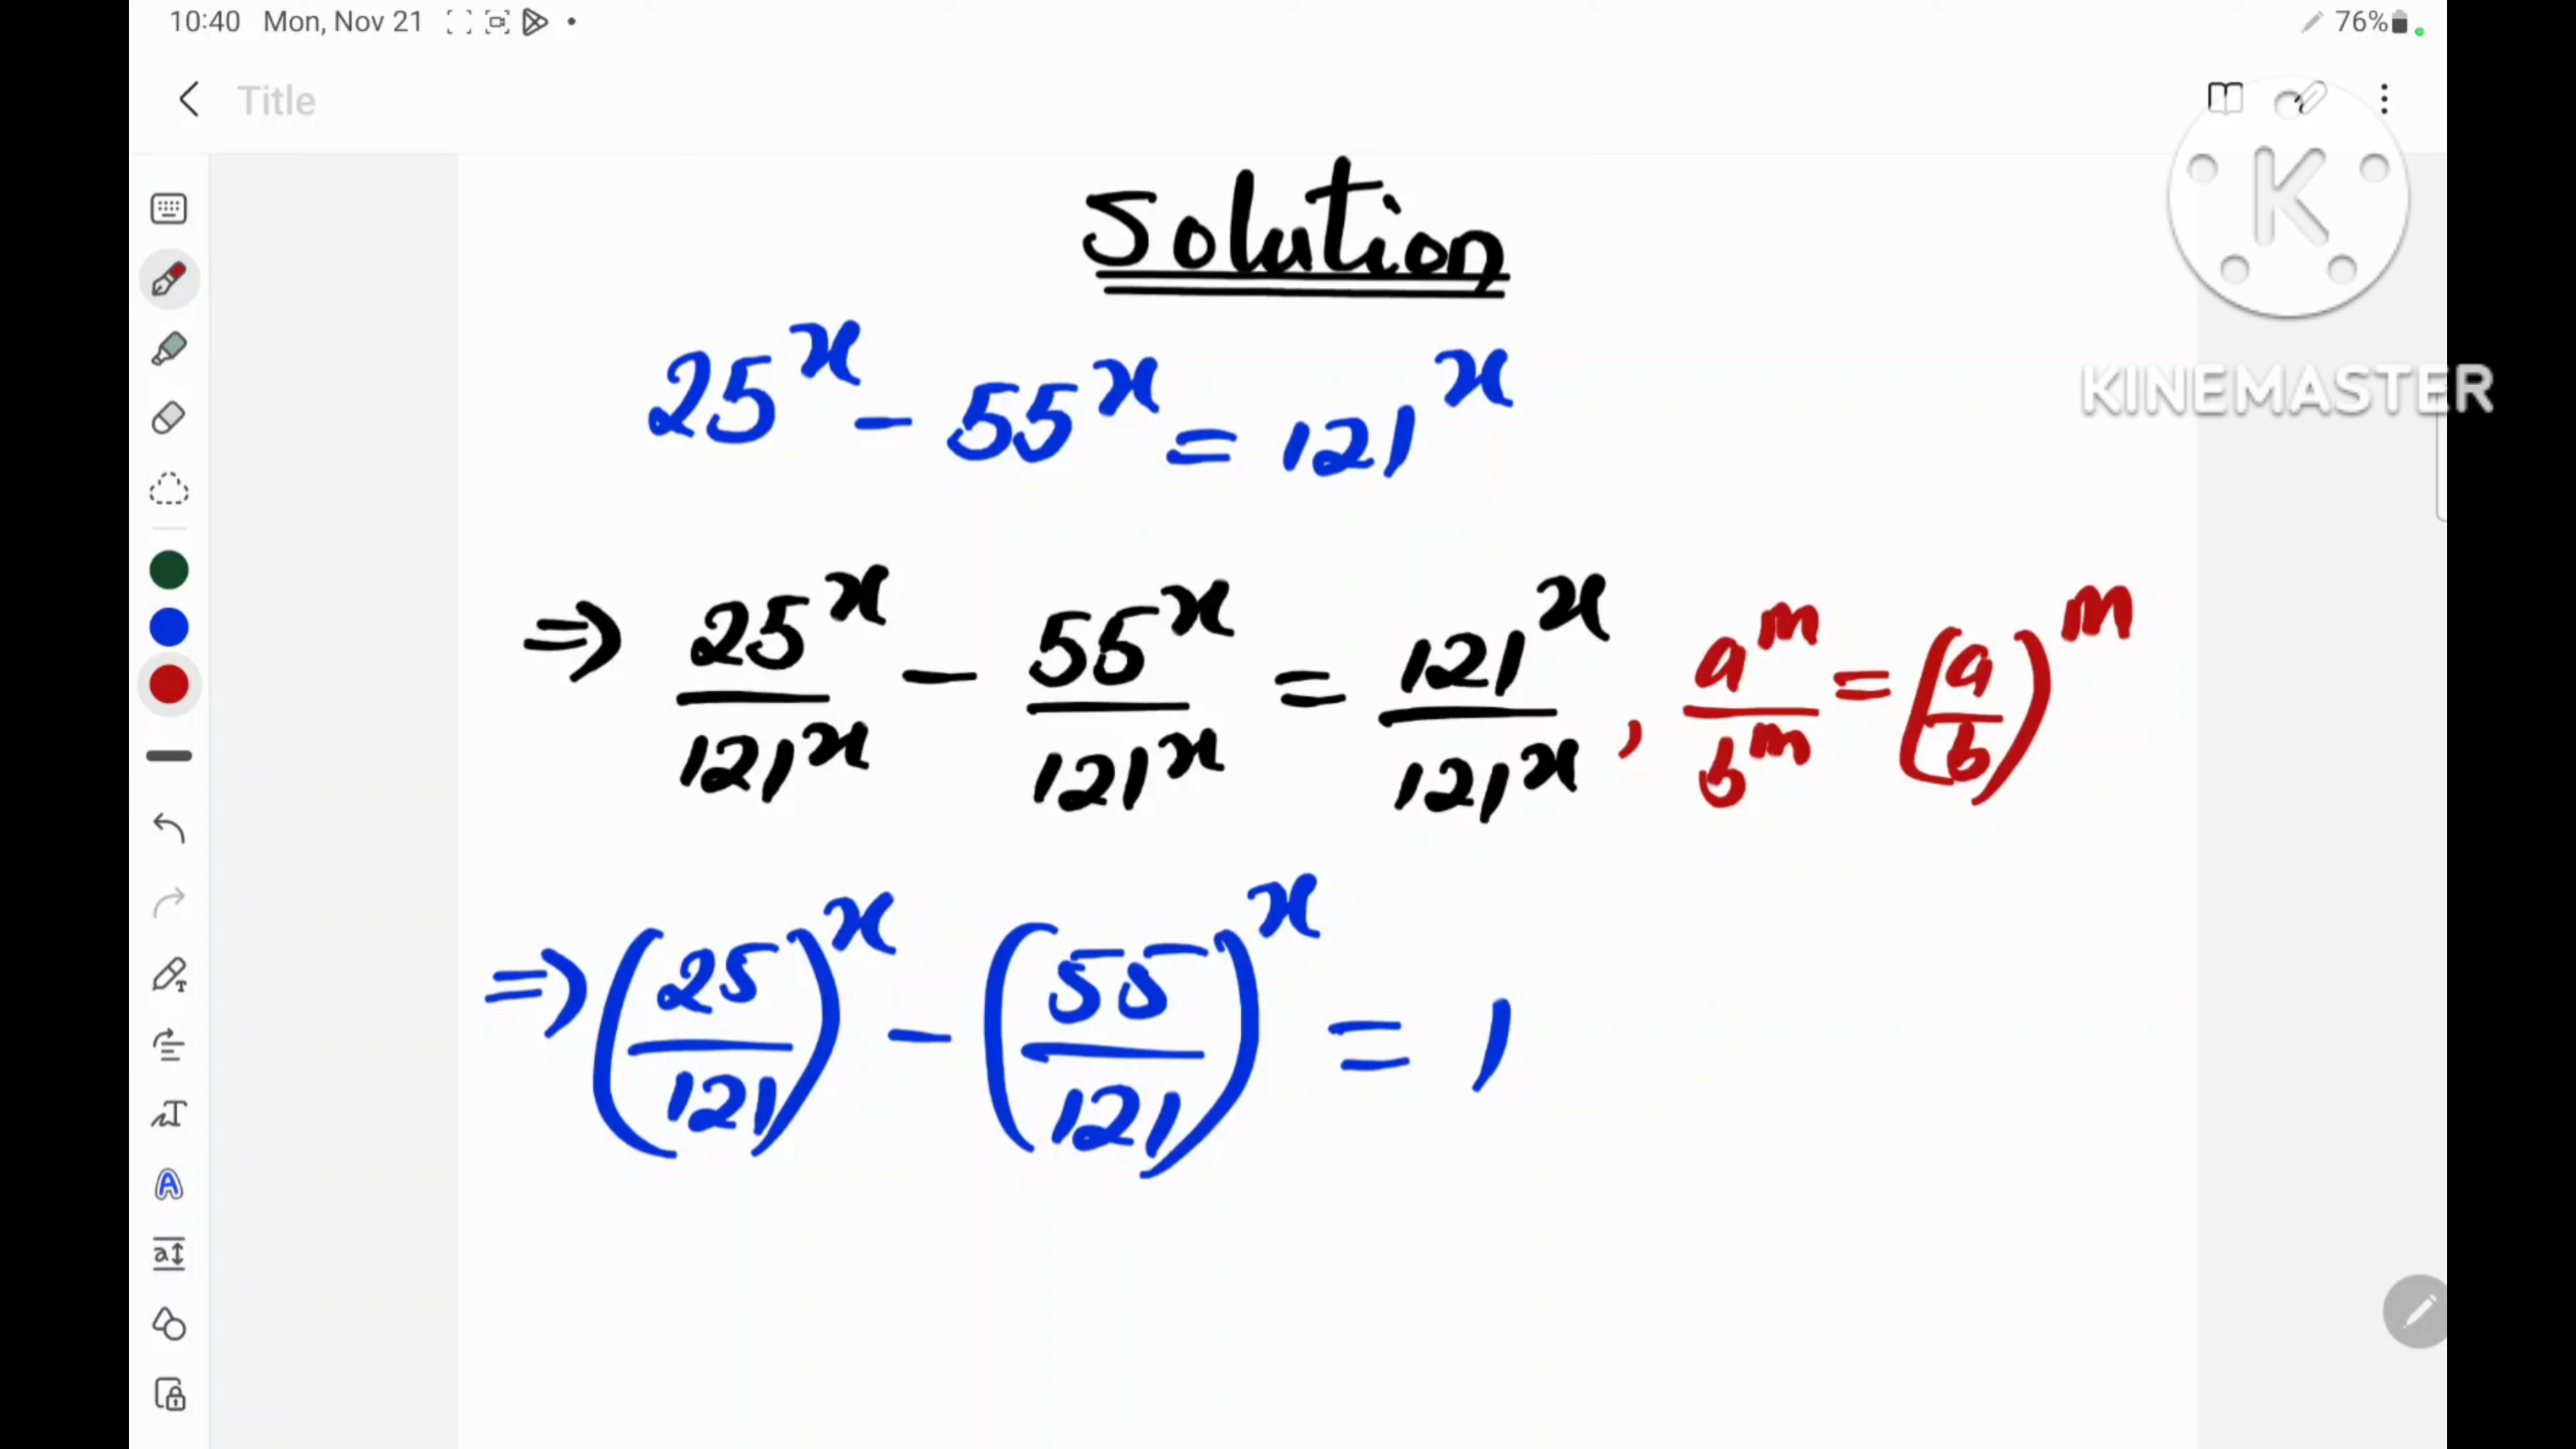 10:40 Mon, Nov 21 76%
Title
K
KINEMASTER
Solution
25^x - 55^x = 121^x
⇒ 25^x/121^x - 55^x/121^x = 121^x/121^x , a^m/b^m = (a/b)^m
⇒ (25/121)^x - (55/121)^x = 1